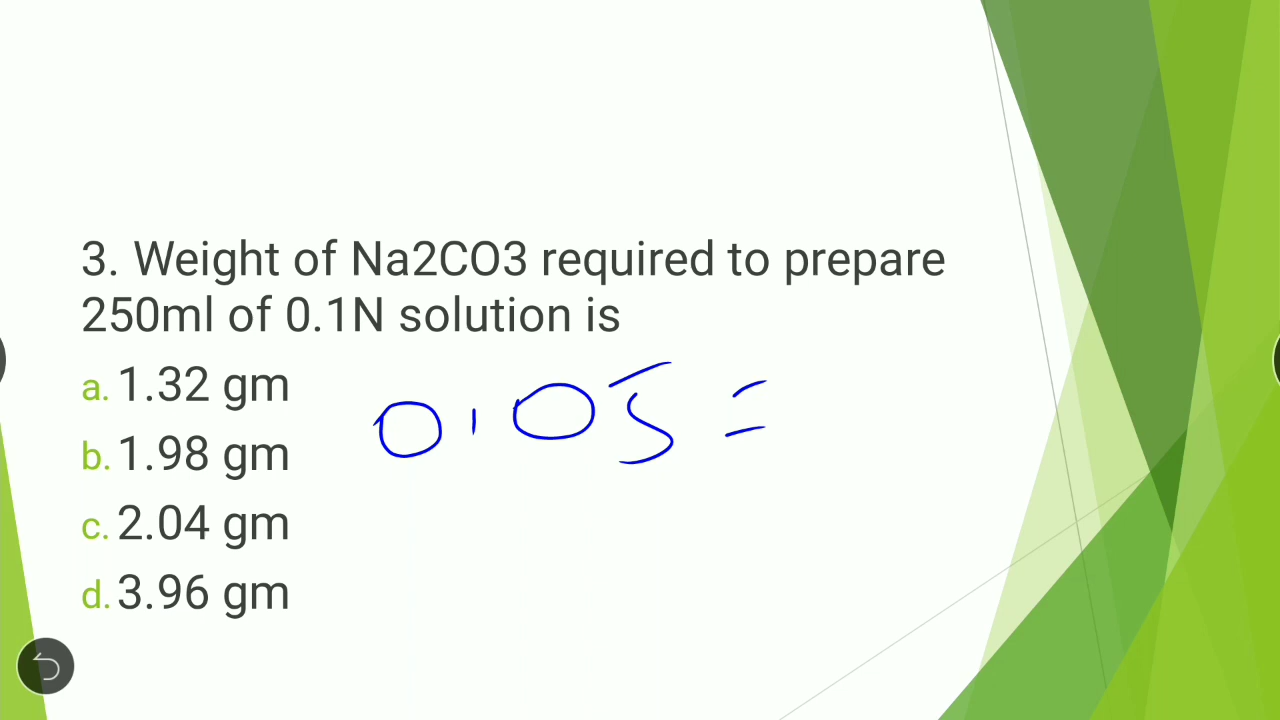 3. Weight of Na2CO3 required to prepare
250ml of 0.1N solution is
a. 1.32 gm
b. 1.98 gm
c. 2.04 gm
d. 3.96 gm
0.05 =